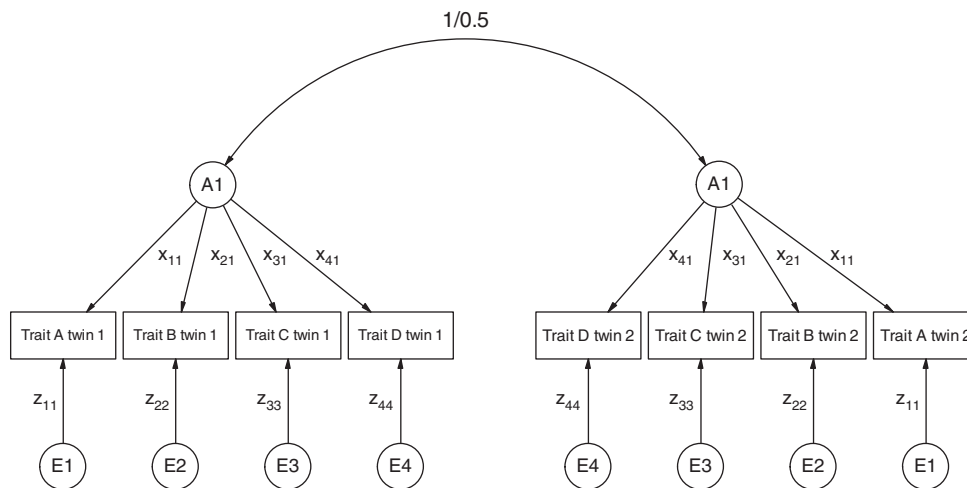 1/0.5
A1 A1
x11 x21 x31 x41 x41 x31 x21 x11
Trait A twin 1 Trait B twin 1 Trait C twin 1 Trait D twin 1 Trait D twin 2 Trait C twin 2 Trait B twin 2 Trait A twin 2
z11 z22 z33 z44 z44 z33 z22 z11
E1 E2 E3 E4 E4 E3 E2 E1